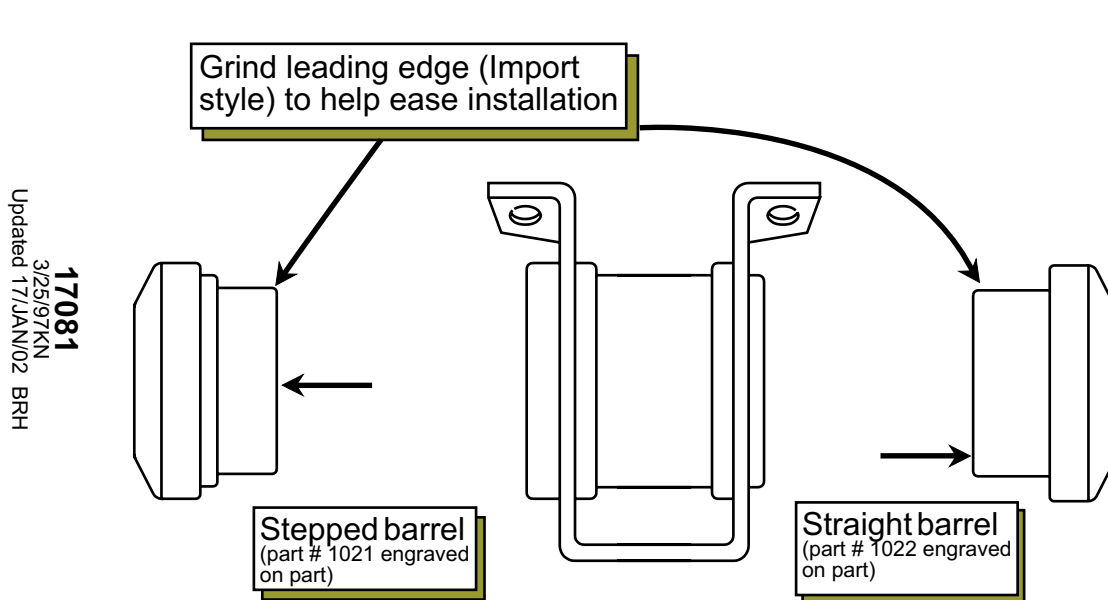 Grind leading edge (Import
style) to help ease installation
17081
3/25/97KN
Updated 17/JAN/02 BRH
Stepped barrel
(part # 1021 engraved
on part)
Straight barrel
(part # 1022 engraved
on part)